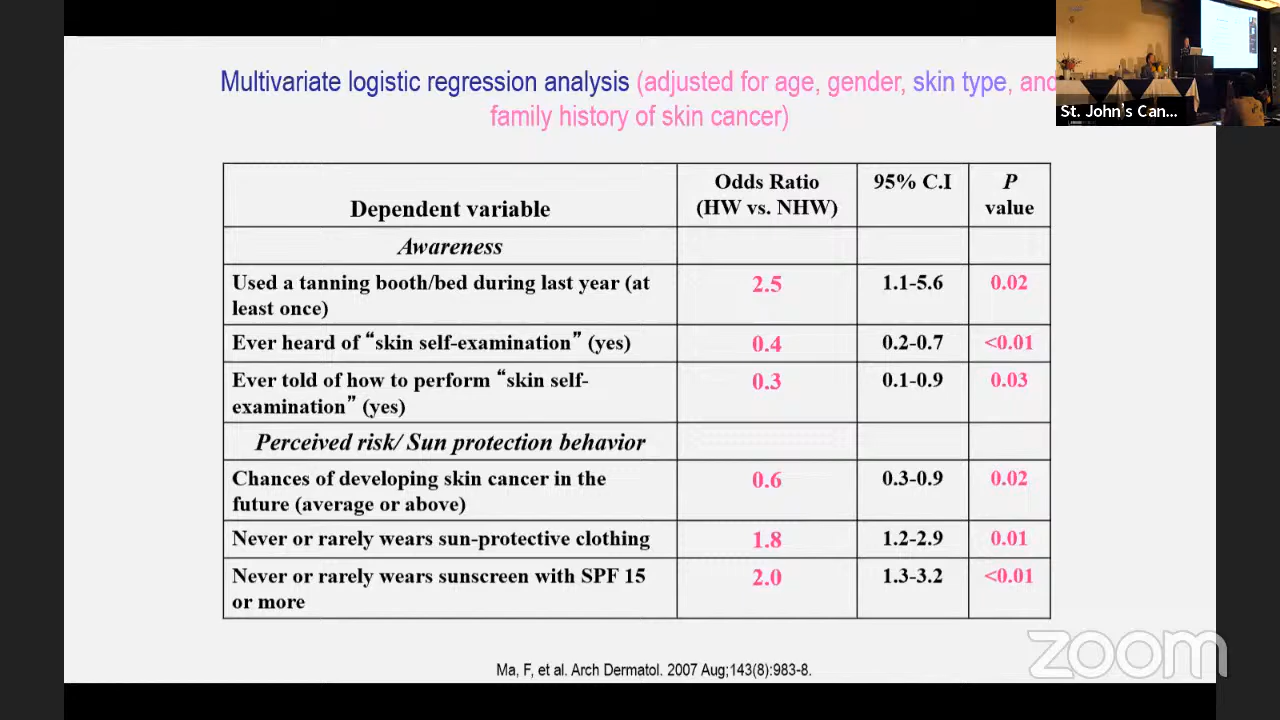 Multivariate logistic regression analysis (adjusted for age, gender, skin type, and
family history of skin cancer)
St. John's Can...
Dependent variable
Odds Ratio
(HW vs. NHW)
95% C.I
P
value
Awareness
Used a tanning booth/bed during last year (at
least once)
2.5
1.1-5.6
0.02
Ever heard of “skin self-examination” (yes)
0.4
0.2-0.7
<0.01
Ever told of how to perform “skin self-
examination” (yes)
0.3
0.1-0.9
0.03
Perceived risk/ Sun protection behavior
Chances of developing skin cancer in the
future (average or above)
0.6
0.3-0.9
0.02
Never or rarely wears sun-protective clothing
1.8
1.2-2.9
0.01
Never or rarely wears sunscreen with SPF 15
or more
2.0
1.3-3.2
<0.01
Ma, F, et al. Arch Dermatol. 2007 Aug;143(8):983-8.
zoom